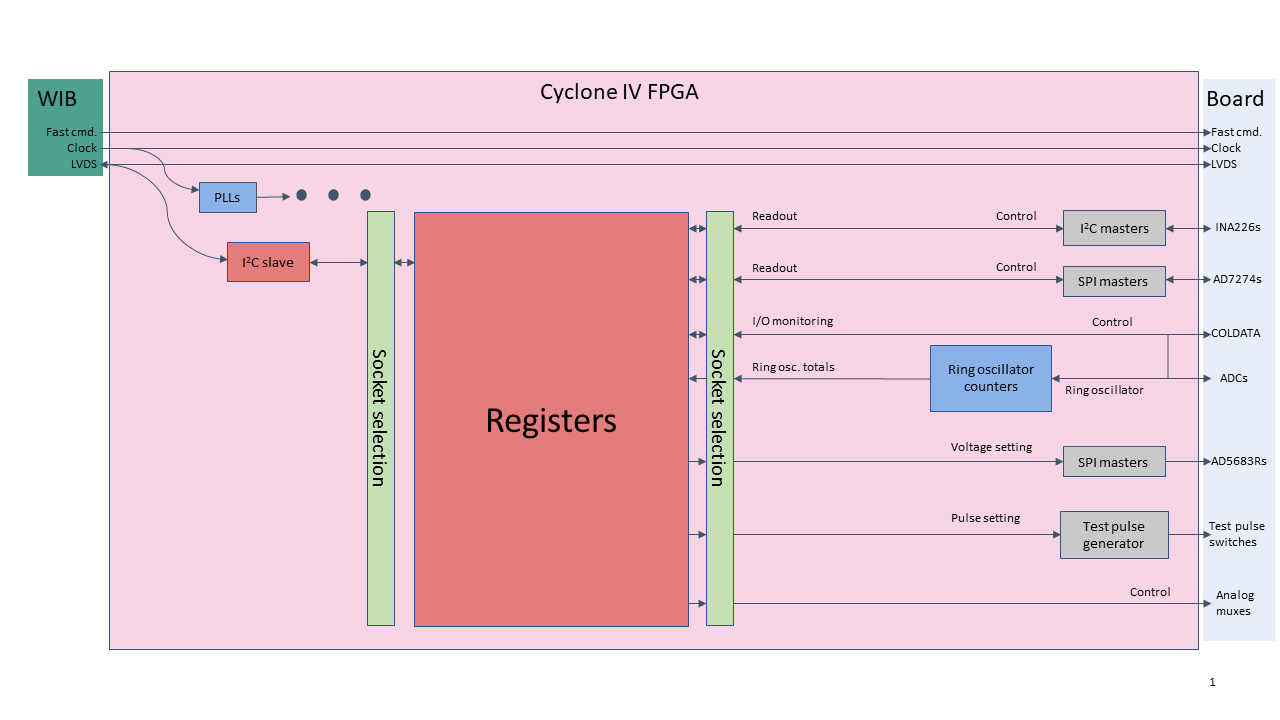 Cyclone IV FPGA
WIB
Board
Fast cmd.
Fast cmd.
Clock
Clock
LVDS
LVDS
PLLs
I²C slave
Socket selection
Registers
Socket selection
Readout
Control
I²C masters
INA226s
Readout
Control
SPI masters
AD7274s
I/O monitoring
Control
COLDATA
Ring osc. totals
Ring oscillator
counters
Ring oscillator
ADCs
Voltage setting
SPI masters
AD5683Rs
Pulse setting
Test pulse
generator
Test pulse
switches
Control
Analog
muxes
1